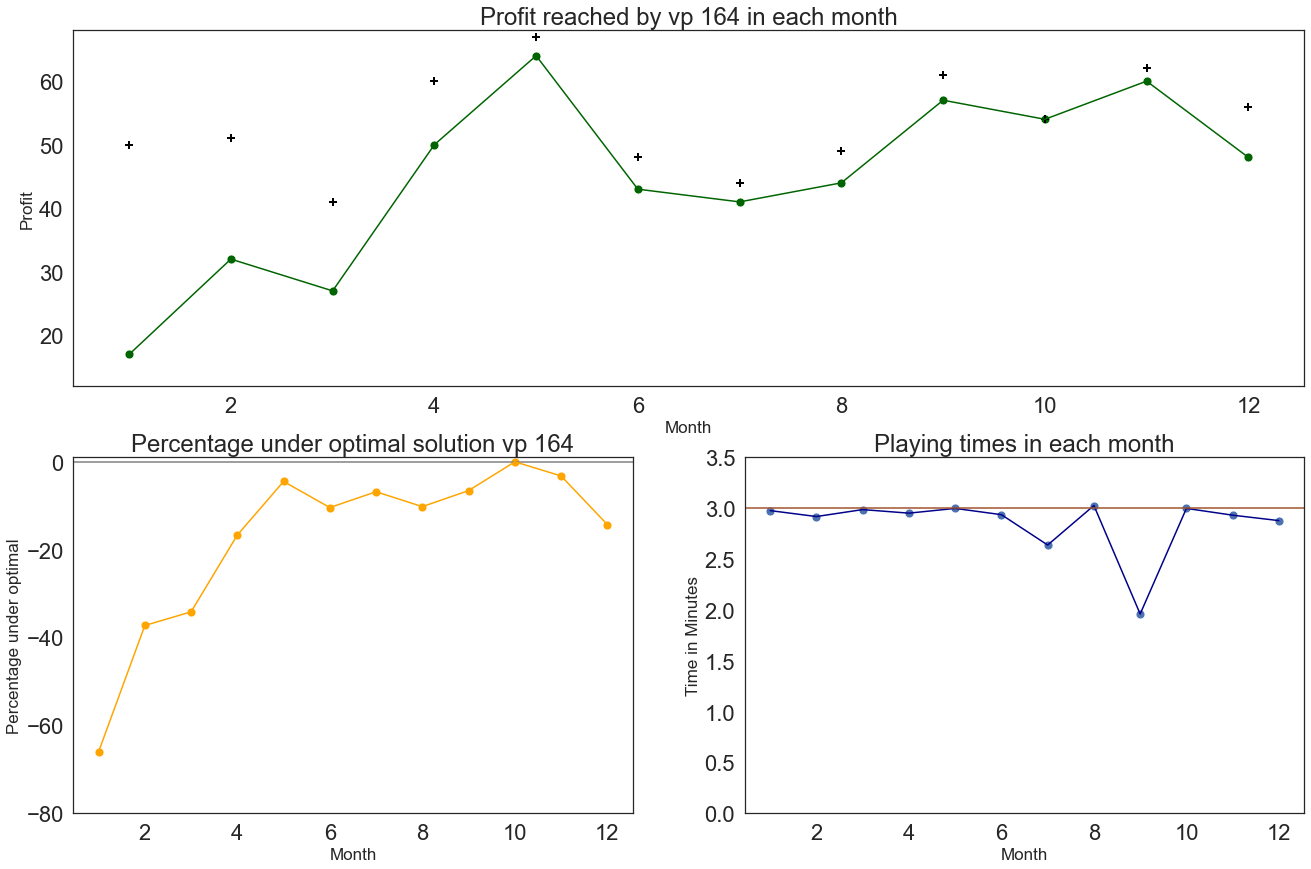 Profit reached by vp 164 in each month
Profit
60
50
40
30
20
2 4 6 8 10 12
Month
Percentage under optimal solution vp 164
Percentage under optimal
0
−20
−40
−60
−80
2 4 6 8 10 12
Month
Playing times in each month
Time in Minutes
3.5
3.0
2.5
2.0
1.5
1.0
0.5
0.0
2 4 6 8 10 12
Month